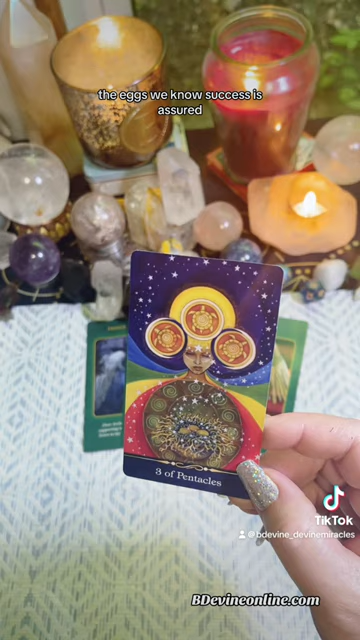 the eggs we know success is
assured
3 of Pentacles
TikTok
@bdevine_devinemiracles
BDevineonline.com